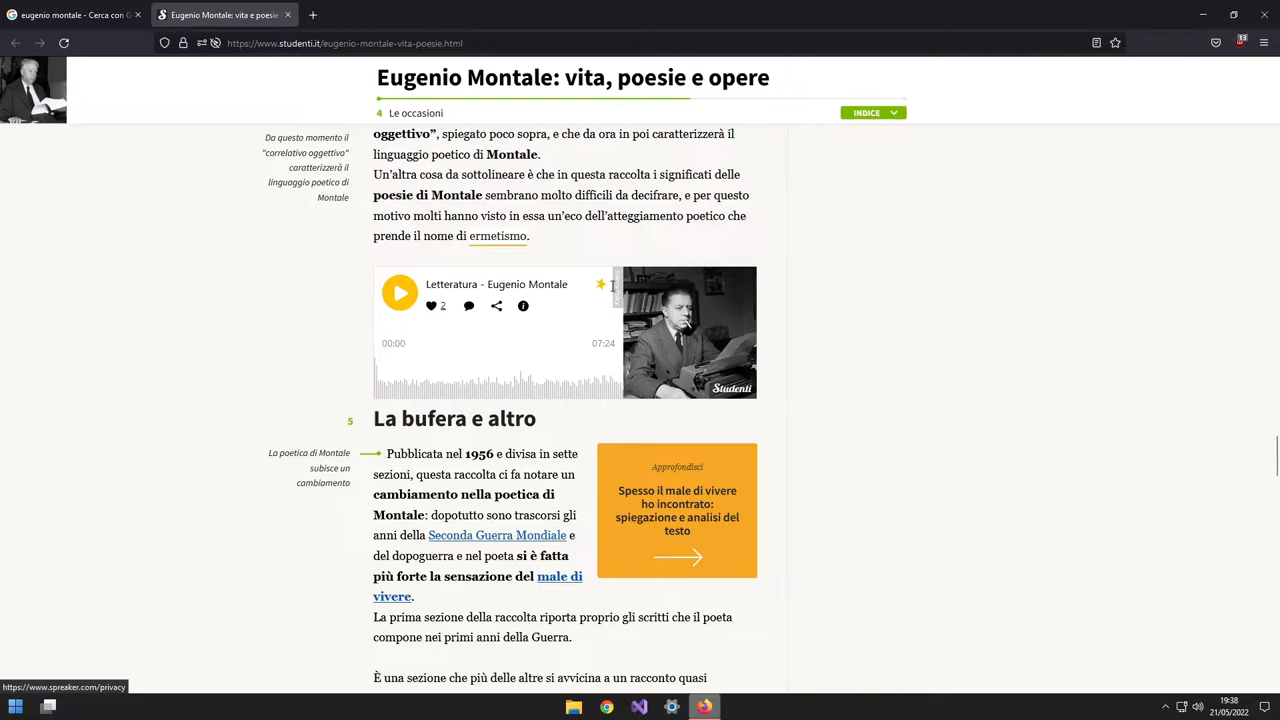 eugenio montale - Cerca con G
Eugenio Montale: vita e poesie
https://www.studenti.it/eugenio-montale-vita-poesie.html
13
Eugenio Montale: vita, poesie e opere
4 Le occasioni
INDICE
Da questo momento il
"correlativo oggettivo"
caratterizzerà il
linguaggio poetico di
Montale
oggettivo”, spiegato poco sopra, e che da ora in poi caratterizzerà il
linguaggio poetico di Montale.
Un’altra cosa da sottolineare è che in questa raccolta i significati delle
poesie di Montale sembrano molto difficili da decifrare, e per questo
motivo molti hanno visto in essa un’eco dell’atteggiamento poetico che
prende il nome di ermetismo.
Letteratura - Eugenio Montale
2
00:00
07:24
Studenti
5 La bufera e altro
La poetica di Montale
subisce un
cambiamento
Pubblicata nel 1956 e divisa in sette
sezioni, questa raccolta ci fa notare un
cambiamento nella poetica di
Montale: dopotutto sono trascorsi gli
anni della Seconda Guerra Mondiale e
del dopoguerra e nel poeta si è fatta
più forte la sensazione del male di
vivere.
Approfondisci
Spesso il male di vivere
ho incontrato:
spiegazione e analisi del
testo
La prima sezione della raccolta riporta proprio gli scritti che il poeta
compone nei primi anni della Guerra.
È una sezione che più delle altre si avvicina a un racconto quasi
https://www.spreaker.com/privacy
19:38
21/05/2022